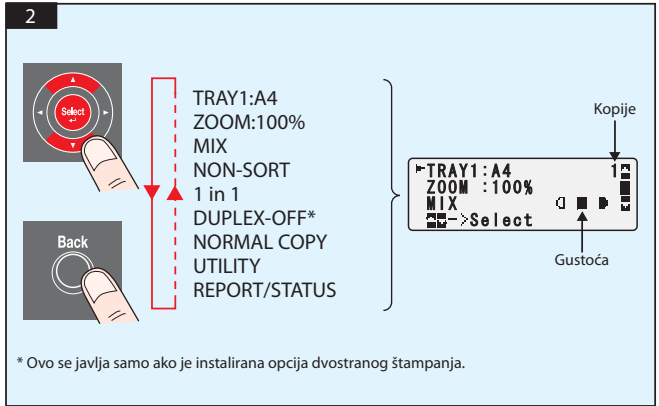 2
Select
Back
TRAY1:A4
ZOOM:100%
MIX
NON-SORT
1 in 1
DUPLEX-OFF*
NORMAL COPY
UTILITY
REPORT/STATUS
Kopije
TRAY1:A4 1
ZOOM :100%
MIX
->Select
Gustoća
* Ovo se javlja samo ako je instalirana opcija dvostranog štampanja.